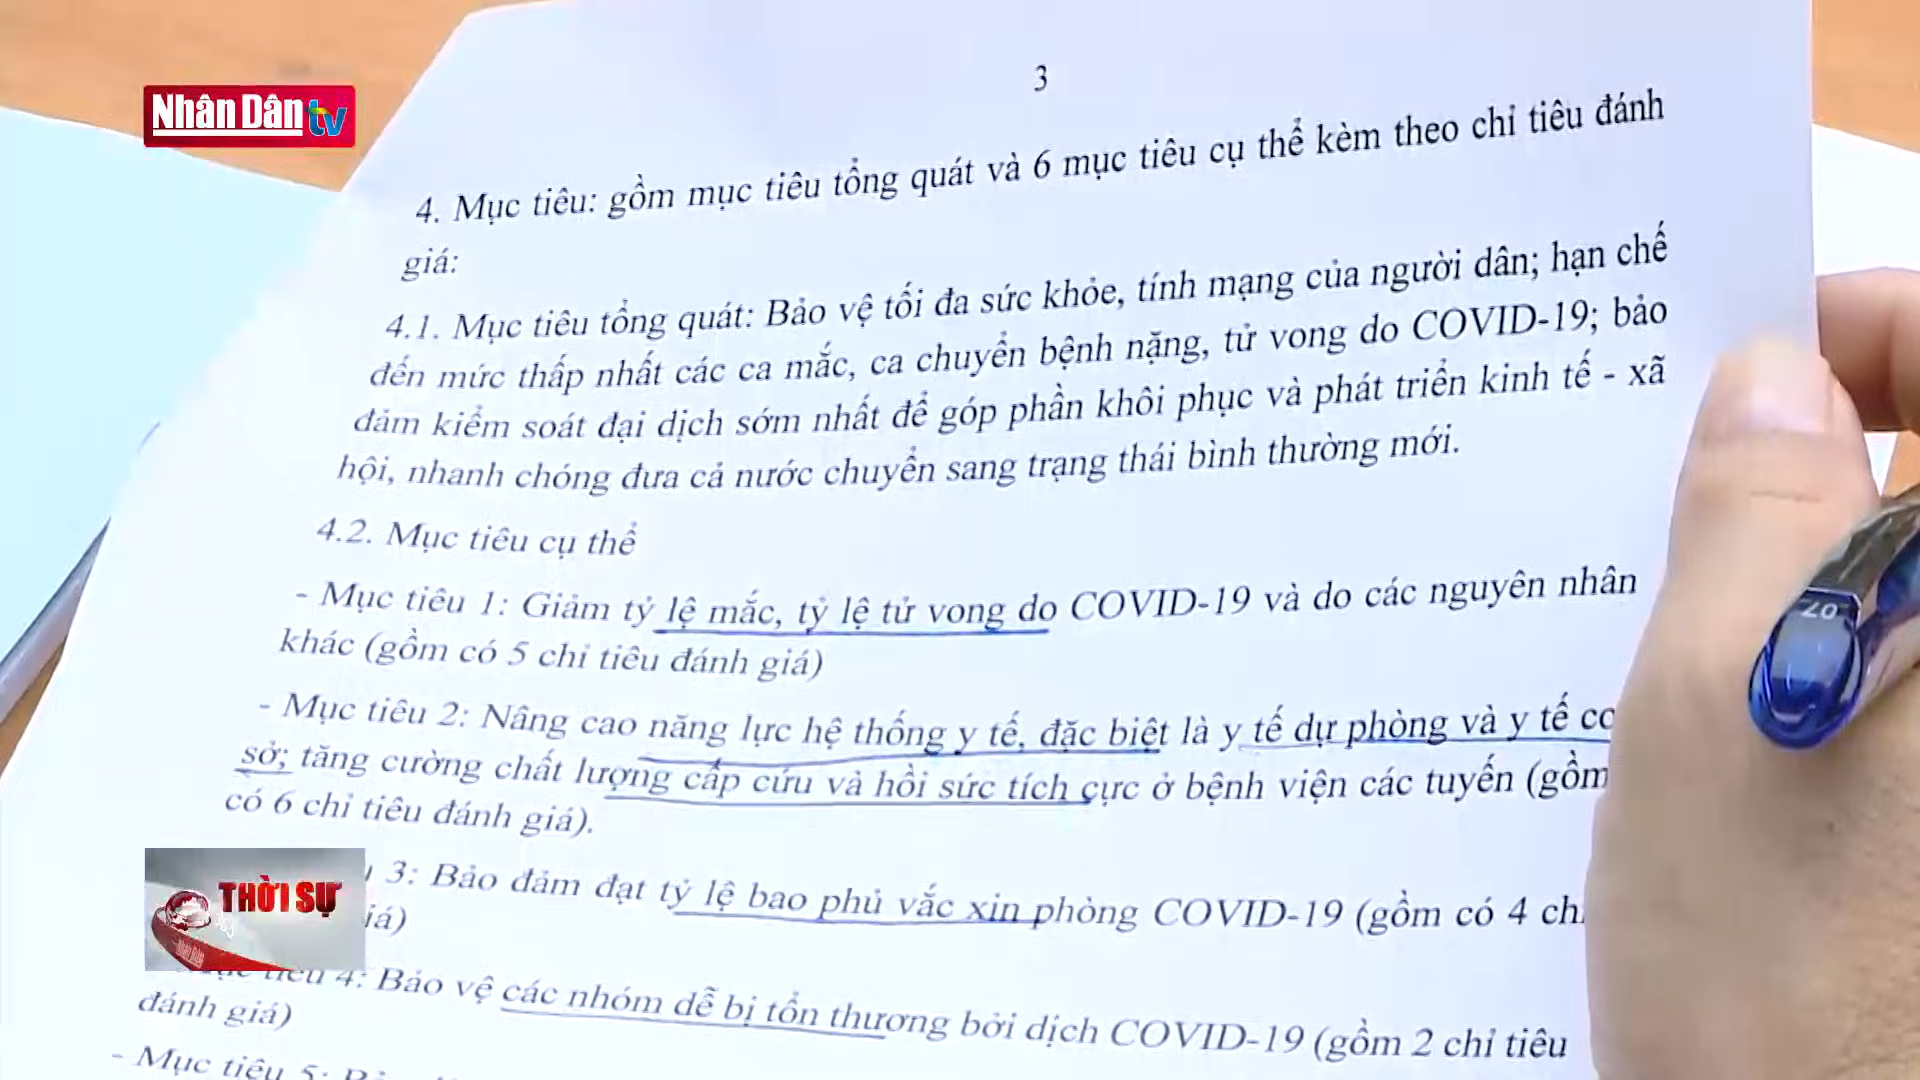 Nhân Dân tv
3
4. Mục tiêu: gồm mục tiêu tổng quát và 6 mục tiêu cụ thể kèm theo chỉ tiêu đánh
giá:
4.1. Mục tiêu tổng quát: Bảo vệ tối đa sức khỏe, tính mạng của người dân; hạn chế
đến mức thấp nhất các ca mắc, ca chuyển bệnh nặng, tử vong do COVID-19; bảo
đảm kiểm soát đại dịch sớm nhất để góp phần khôi phục và phát triển kinh tế - xã
hội, nhanh chóng đưa cả nước chuyển sang trạng thái bình thường mới.
4.2. Mục tiêu cụ thể
- Mục tiêu 1: Giảm tỷ lệ mắc, tỷ lệ tử vong do COVID-19 và do các nguyên nhân
khác (gồm có 5 chỉ tiêu đánh giá)
- Mục tiêu 2: Nâng cao năng lực hệ thống y tế, đặc biệt là y tế dự phòng và y tế cơ
sở; tăng cường chất lượng cấp cứu và hồi sức tích cực ở bệnh viện các tuyến (gồm
có 6 chỉ tiêu đánh giá).
3: Bảo đảm đạt tỷ lệ bao phủ vắc xin phòng COVID-19 (gồm có 4
giá)
tiêu 4: Bảo vệ các nhóm dễ bị tổn thương bởi dịch COVID-19 (gồm 2 chỉ tiêu
đánh giá)
- Mục tiêu 5:
THỜI SỰ
07